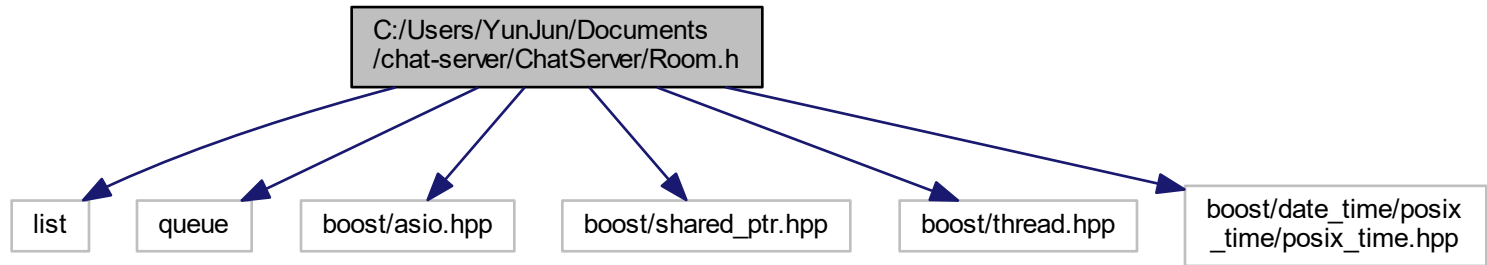 C:/Users/YunJun/Documents
/chat-server/ChatServer/Room.h
list
queue
boost/asio.hpp
boost/shared_ptr.hpp
boost/thread.hpp
boost/date_time/posix
_time/posix_time.hpp